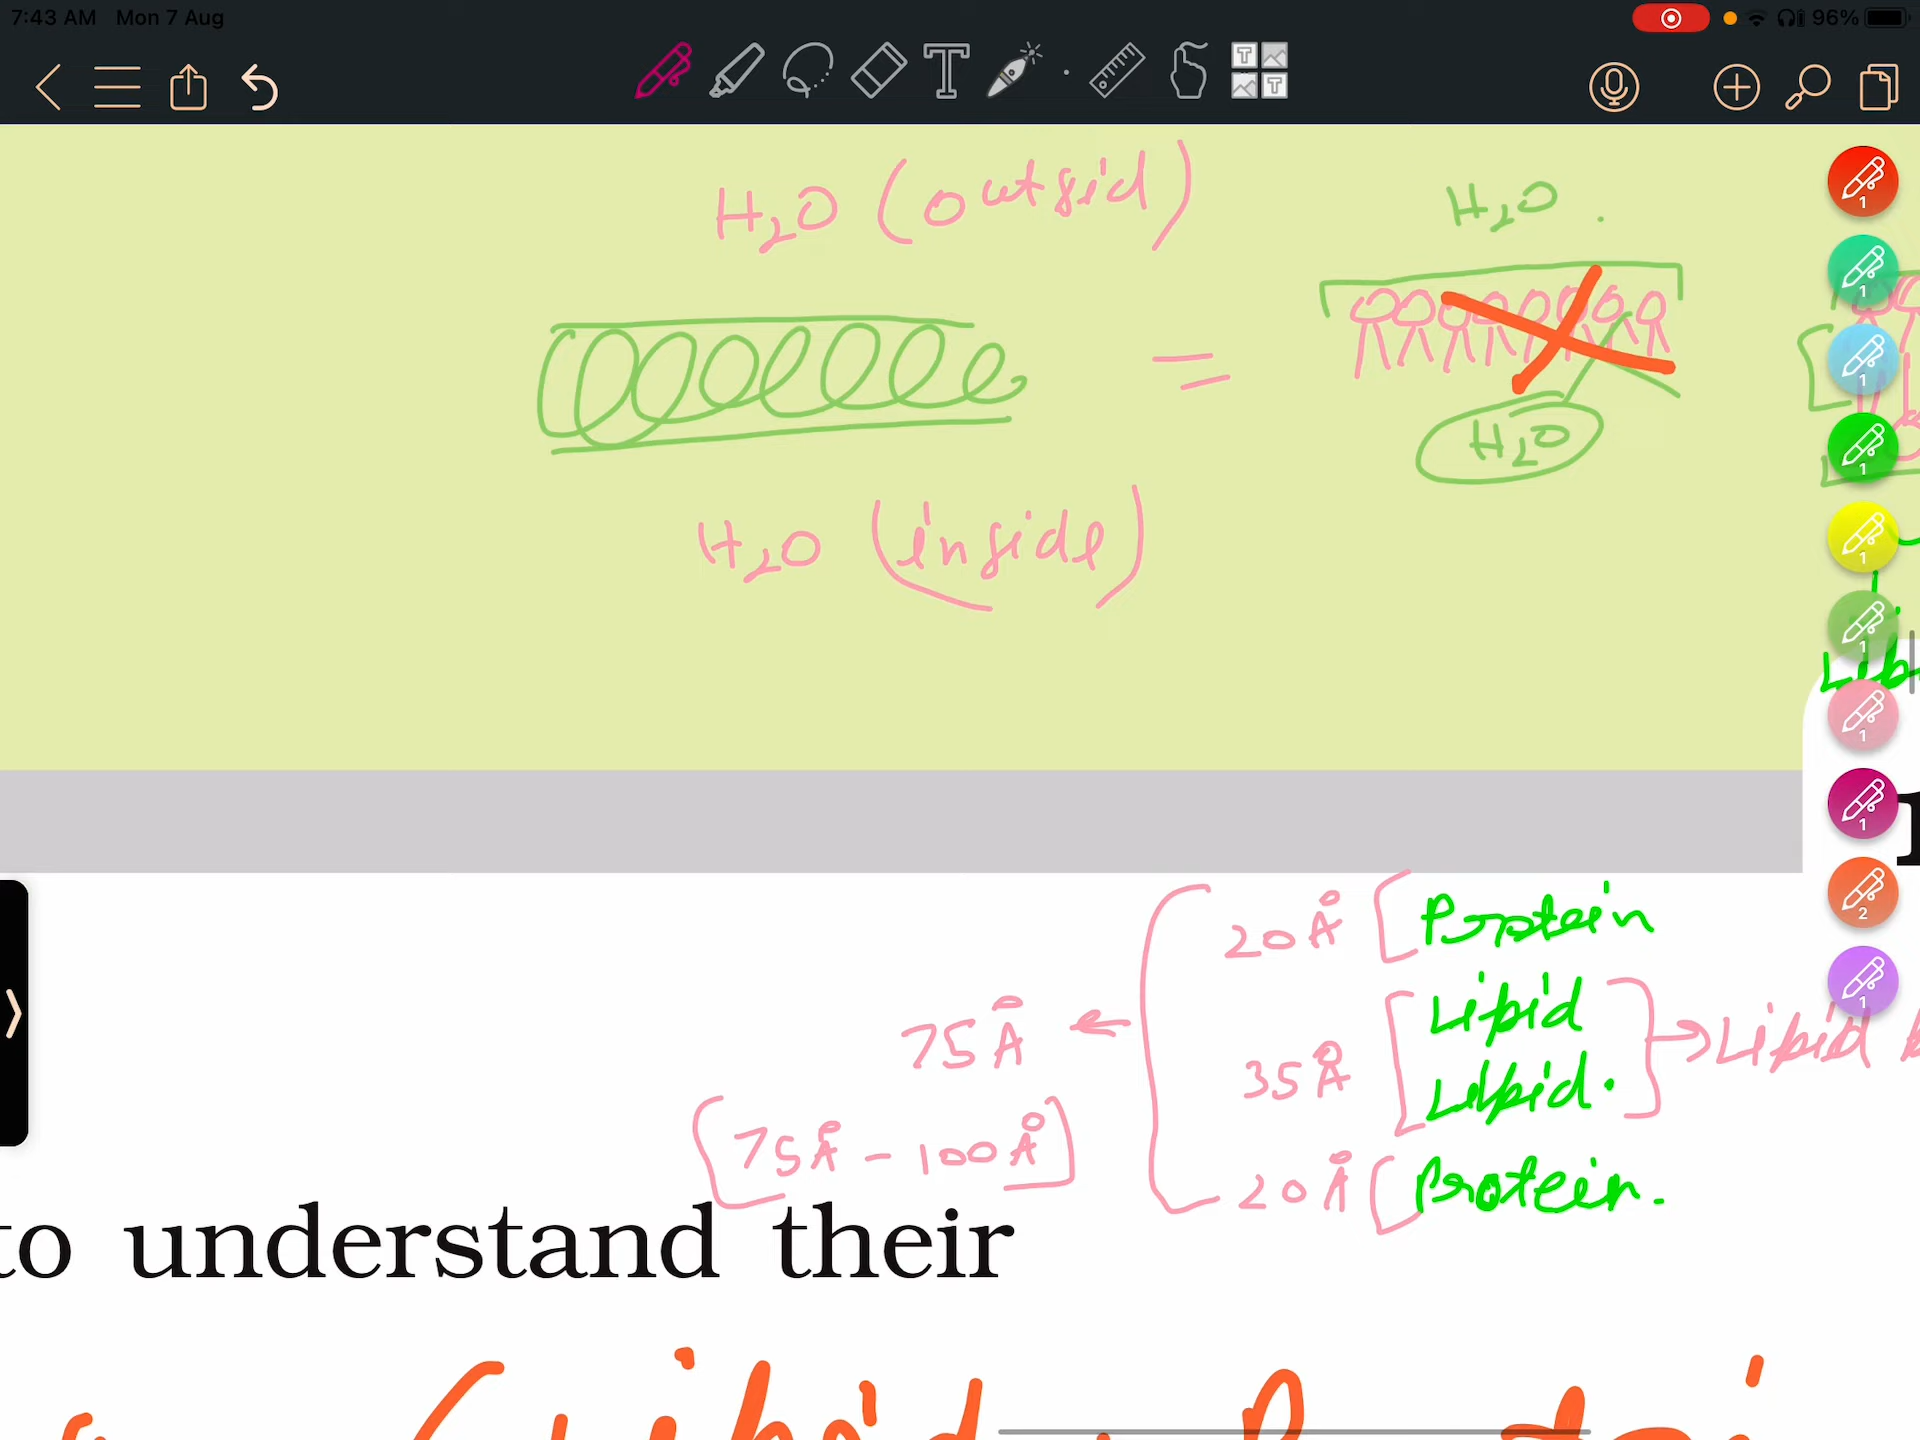 7:43 AM Mon 7 Aug
96%
H₂O (outsid)
H₂O .
=
H₂O
H₂O (inside)
20Å [Protein
75Å ←
35Å [Lipid
Lipid. ] → Lipid
[75Å - 100Å]
20Å [Protein.
to understand their